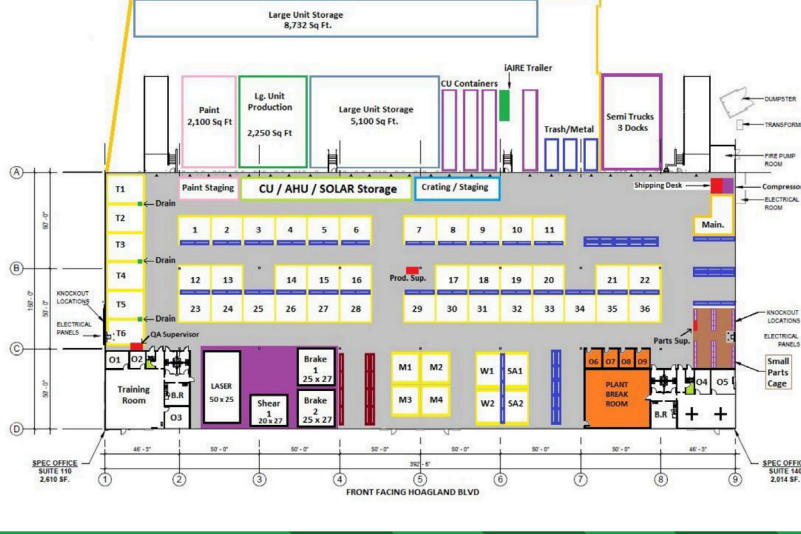 Large Unit Storage
8,732 Sq Ft.
iAIRE Trailer
CU Containers
Paint
2,100 Sq Ft
Lg. Unit
Production
2,250 Sq Ft
Large Unit Storage
5,100 Sq Ft.
Trash/Metal
Semi Trucks
3 Docks
DUMPSTER
TRANSFORM
FIRE PUMP
ROOM
A
Paint Staging
CU / AHU / SOLAR Storage
Crating / Staging
Shipping Desk
Compressor
ELECTRICAL
ROOM
Main.
T1
T2
T3
T4
T5
T6
Drain
Drain
Drain
1 2 3 4 5 6
7 8 9 10 11
B
12 13 14 15 16
Prod. Sup.
17 18 19 20 21 22
23 24 25 26 27 28
29 30 31 32 33 34 35 36
60'-0"
50'-0"
50'-0"
KNOCKOUT
LOCATIONS
ELECTRICAL
PANELS
QA Supervisor
Parts Sup.
KNOCKOUT
LOCATIONS
ELECTRICAL
PANELS
Small
Parts
Cage
C
O1
O2
Training
Room
B.R
O3
LASER
50 x 25
Shear
1
20 x 27
Brake
1
25 x 27
Brake
2
25 x 27
M1 M2
M3 M4
W1 SA1
W2 SA2
O6 O7 O8 O9
PLANT
BREAK
ROOM
B.R
O4 O5
D
46'-3" 50'-0" 50'-0" 50'-0" 50'-0" 50'-0" 50'-0" 46'-3"
392'-6"
SPEC OFFICE
SUITE 110
2,610 SF.
SPEC OFFIC
SUITE 140
2,014 SF.
1 2 3 4 5 6 7 8 9
FRONT FACING HOAGLAND BLVD